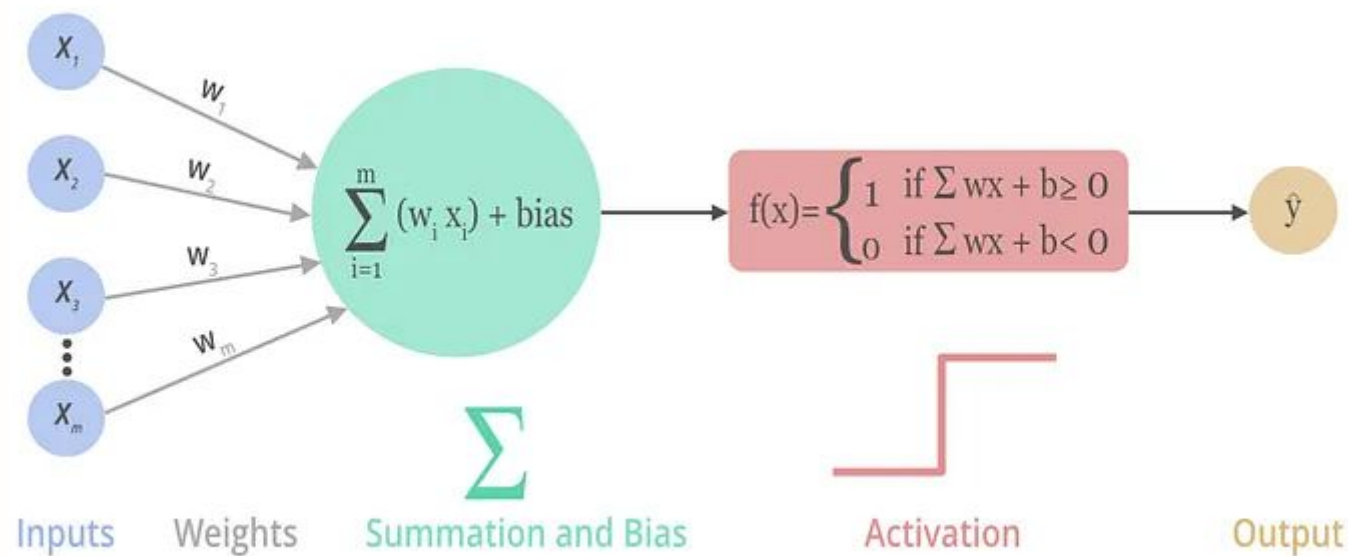 X₁
X₂
X₃
Xₘ
W₁
W₂
W₃
Wₘ
m
∑ (wᵢ xᵢ) + bias
i=1
f(x)= { 1 if Σ wx + b ≥ 0
0 if Σ wx + b < 0
ŷ
Σ
Inputs Weights Summation and Bias Activation Output